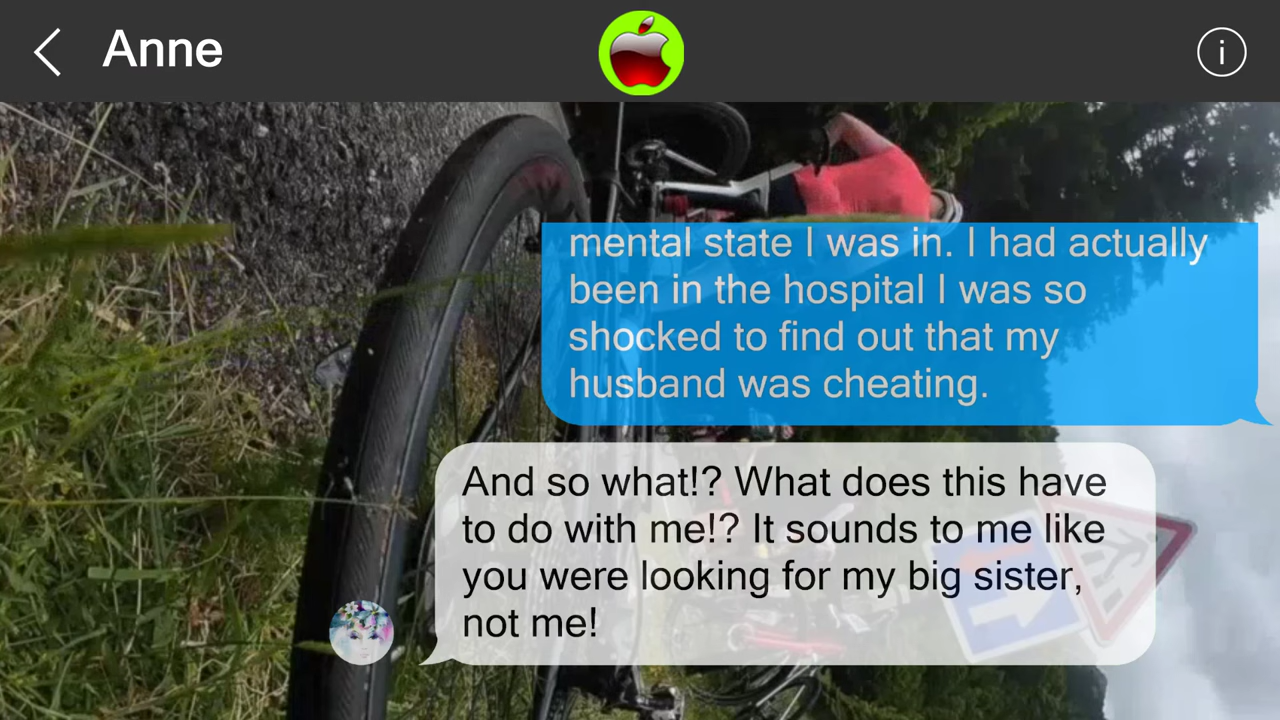 Anne
i
mental state I was in. I had actually
been in the hospital I was so
shocked to find out that my
husband was cheating.
And so what!? What does this have
to do with me!? It sounds to me like
you were looking for my big sister,
not me!